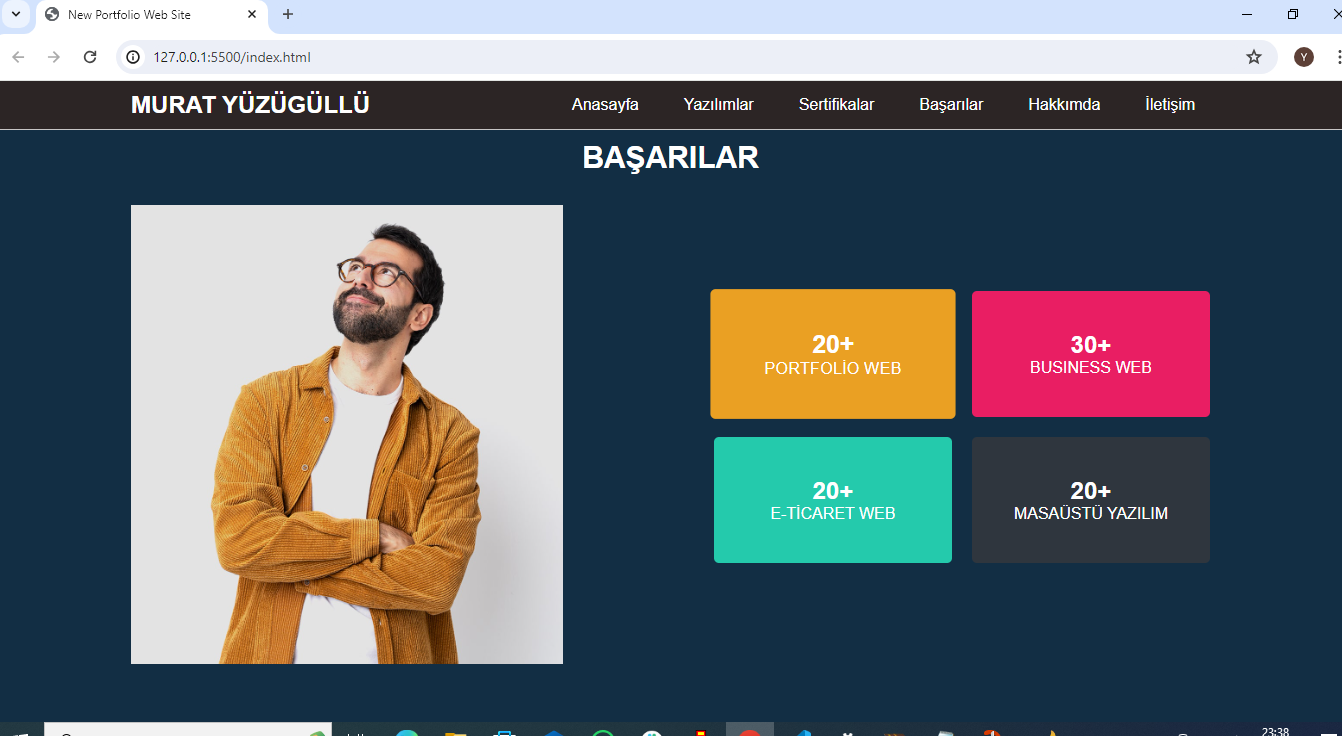 New Portfolio Web Site
127.0.0.1:5500/index.html
Y
MURAT YÜZÜGÜLLÜ
Anasayfa Yazılımlar Sertifikalar Başarılar Hakkımda İletişim
BAŞARILAR
20+
PORTFOLİO WEB
30+
BUSINESS WEB
20+
E-TİCARET WEB
20+
MASAÜSTÜ YAZILIM
23:38